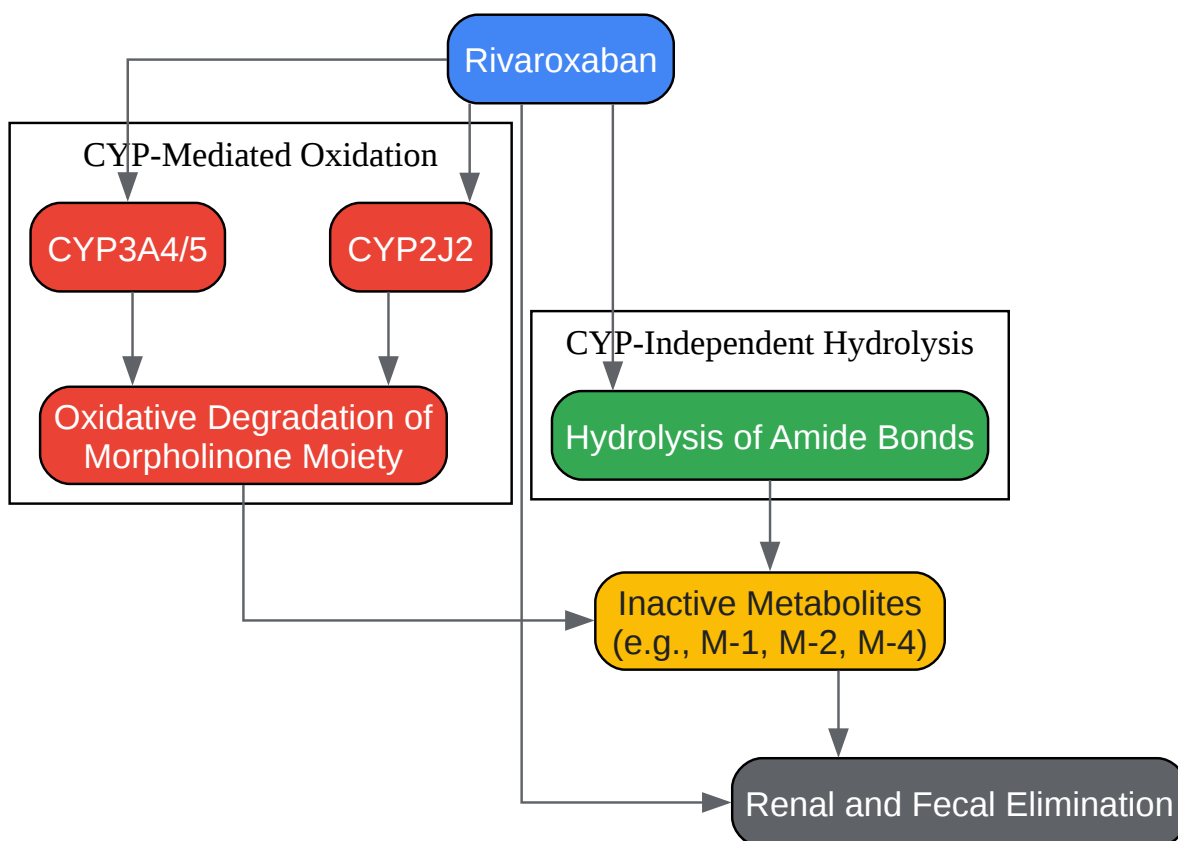 Rivaroxaban
CYP-Mediated Oxidation
CYP3A4/5
CYP2J2
CYP-Independent Hydrolysis
Oxidative Degradation of
Morpholinone Moiety
Hydrolysis of Amide Bonds
Inactive Metabolites
(e.g., M-1, M-2, M-4)
Renal and Fecal Elimination